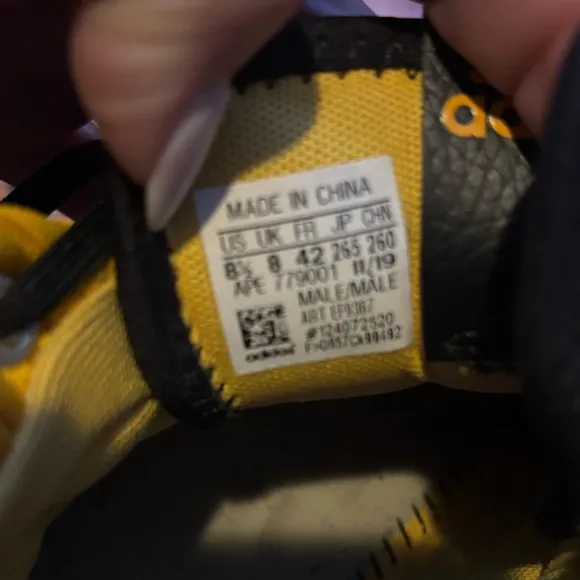 MADE IN CHINA
US UK FR JP CHN
8½ 8 42 265 260
APE 779001 11/19
MALE/MALE
ART EF9367
#124072520
adidas